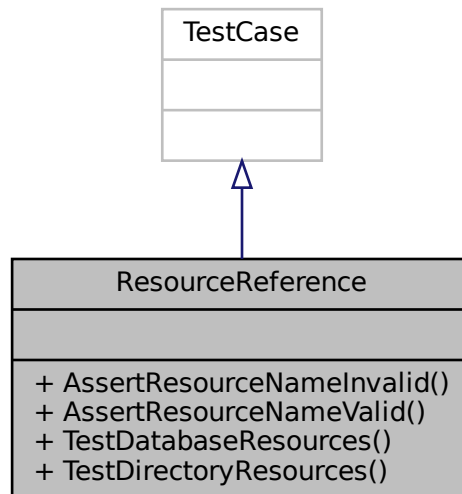 TestCase
ResourceReference
+ AssertResourceNameInvalid()
+ AssertResourceNameValid()
+ TestDatabaseResources()
+ TestDirectoryResources()